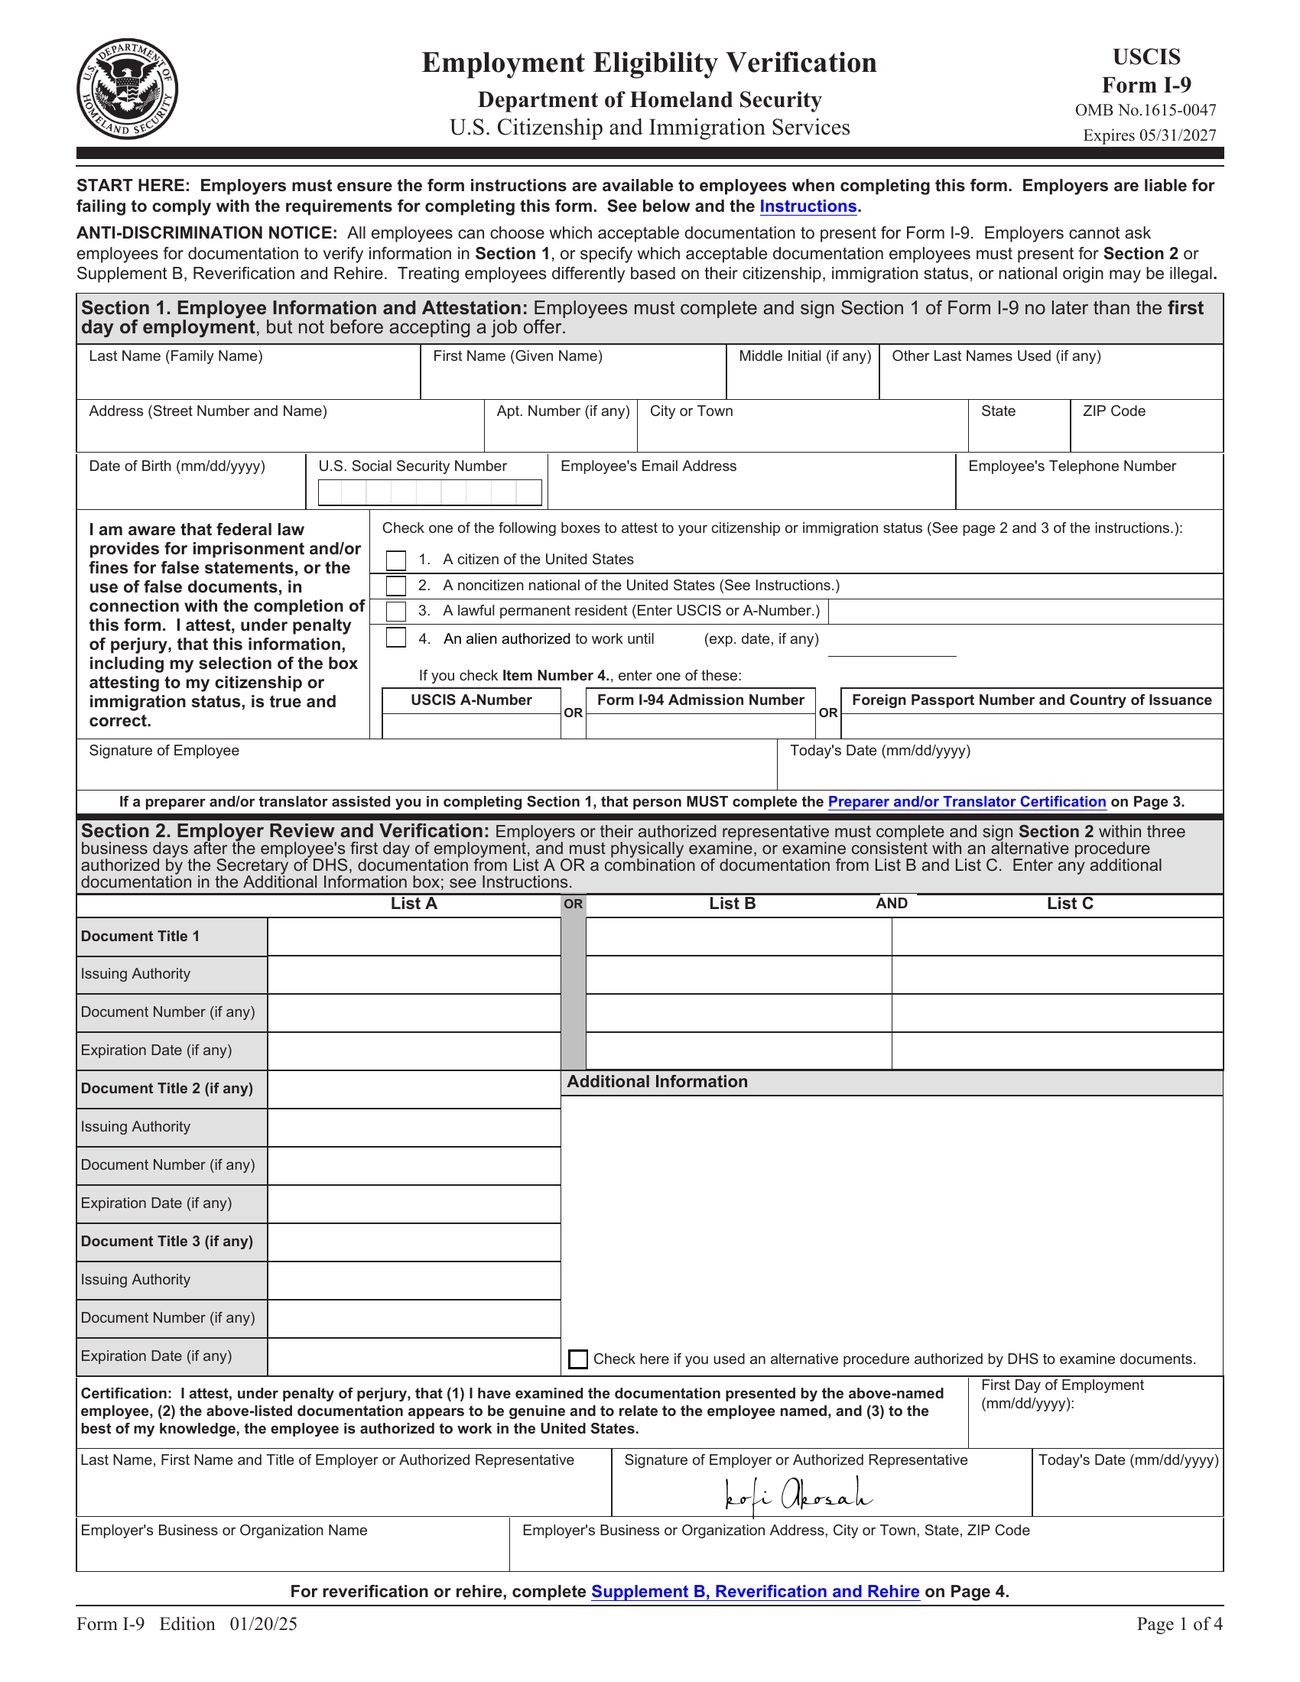 U.S. DEPARTMENT OF HOMELAND SECURITY
Employment Eligibility Verification
Department of Homeland Security
U.S. Citizenship and Immigration Services
USCIS
Form I-9
OMB No.1615-0047
Expires 05/31/2027
START HERE: Employers must ensure the form instructions are available to employees when completing this form. Employers are liable for
failing to comply with the requirements for completing this form. See below and the Instructions.
ANTI-DISCRIMINATION NOTICE: All employees can choose which acceptable documentation to present for Form I-9. Employers cannot ask
employees for documentation to verify information in Section 1, or specify which acceptable documentation employees must present for Section 2 or
Supplement B, Reverification and Rehire. Treating employees differently based on their citizenship, immigration status, or national origin may be illegal.
Section 1. Employee Information and Attestation: Employees must complete and sign Section 1 of Form I-9 no later than the first
day of employment, but not before accepting a job offer.
Last Name (Family Name) First Name (Given Name) Middle Initial (if any) Other Last Names Used (if any)
Address (Street Number and Name) Apt. Number (if any) City or Town State ZIP Code
Date of Birth (mm/dd/yyyy) U.S. Social Security Number Employee's Email Address Employee's Telephone Number
I am aware that federal law
provides for imprisonment and/or
fines for false statements, or the
use of false documents, in
connection with the completion of
this form. I attest, under penalty
of perjury, that this information,
including my selection of the box
attesting to my citizenship or
immigration status, is true and
correct.
Check one of the following boxes to attest to your citizenship or immigration status (See page 2 and 3 of the instructions.):
1. A citizen of the United States
2. A noncitizen national of the United States (See Instructions.)
3. A lawful permanent resident (Enter USCIS or A-Number.)
4. An alien authorized to work until (exp. date, if any)
If you check Item Number 4., enter one of these:
USCIS A-Number OR Form I-94 Admission Number OR Foreign Passport Number and Country of Issuance
Signature of Employee Today's Date (mm/dd/yyyy)
If a preparer and/or translator assisted you in completing Section 1, that person MUST complete the Preparer and/or Translator Certification on Page 3.
Section 2. Employer Review and Verification: Employers or their authorized representative must complete and sign Section 2 within three
business days after the employee's first day of employment, and must physically examine, or examine consistent with an alternative procedure
authorized by the Secretary of DHS, documentation from List A OR a combination of documentation from List B and List C. Enter any additional
documentation in the Additional Information box; see Instructions.
List A OR List B AND List C
Document Title 1
Issuing Authority
Document Number (if any)
Expiration Date (if any)
Document Title 2 (if any)
Additional Information
Issuing Authority
Document Number (if any)
Expiration Date (if any)
Document Title 3 (if any)
Issuing Authority
Document Number (if any)
Expiration Date (if any)
Check here if you used an alternative procedure authorized by DHS to examine documents.
Certification: I attest, under penalty of perjury, that (1) I have examined the documentation presented by the above-named
employee, (2) the above-listed documentation appears to be genuine and to relate to the employee named, and (3) to the
best of my knowledge, the employee is authorized to work in the United States.
First Day of Employment
(mm/dd/yyyy):
Last Name, First Name and Title of Employer or Authorized Representative Signature of Employer or Authorized Representative Today's Date (mm/dd/yyyy)
kofi Akosah
Employer's Business or Organization Name Employer's Business or Organization Address, City or Town, State, ZIP Code
For reverification or rehire, complete Supplement B, Reverification and Rehire on Page 4.
Form I-9 Edition 01/20/25 Page 1 of 4